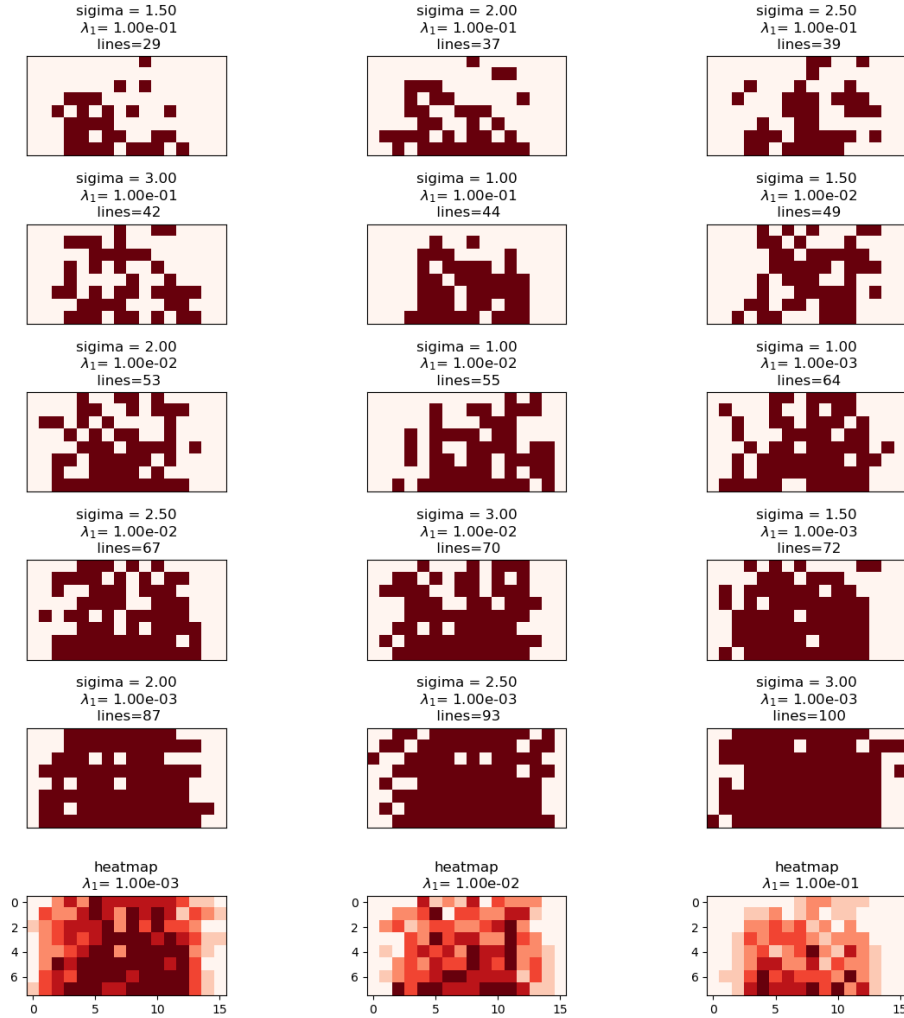 sigima = 1.50 sigima = 2.00 sigima = 2.50
λ₁= 1.00e-01 λ₁= 1.00e-01 λ₁= 1.00e-01
lines=29 lines=37 lines=39
sigima = 3.00 sigima = 1.00 sigima = 1.50
λ₁= 1.00e-01 λ₁= 1.00e-01 λ₁= 1.00e-02
lines=42 lines=44 lines=49
sigima = 2.00 sigima = 1.00 sigima = 1.00
λ₁= 1.00e-02 λ₁= 1.00e-02 λ₁= 1.00e-03
lines=53 lines=55 lines=64
sigima = 2.50 sigima = 3.00 sigima = 1.50
λ₁= 1.00e-02 λ₁= 1.00e-02 λ₁= 1.00e-03
lines=67 lines=70 lines=72
sigima = 2.00 sigima = 2.50 sigima = 3.00
λ₁= 1.00e-03 λ₁= 1.00e-03 λ₁= 1.00e-03
lines=87 lines=93 lines=100
heatmap heatmap heatmap
λ₁= 1.00e-03 λ₁= 1.00e-02 λ₁= 1.00e-01
0 0 0
2 2 2
4 4 4
6 6 6
0 5 10 15 0 5 10 15 0 5 10 15